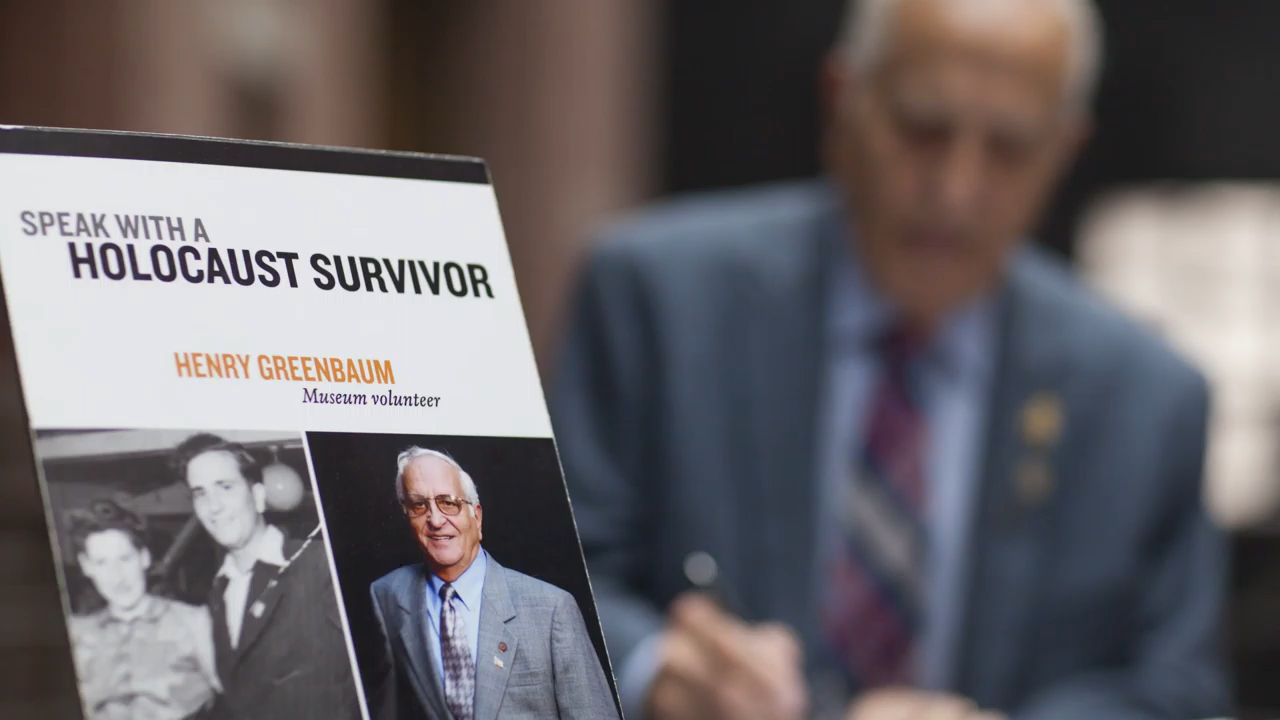 SPEAK WITH A
HOLOCAUST SURVIVOR
HENRY GREENBAUM
Museum volunteer